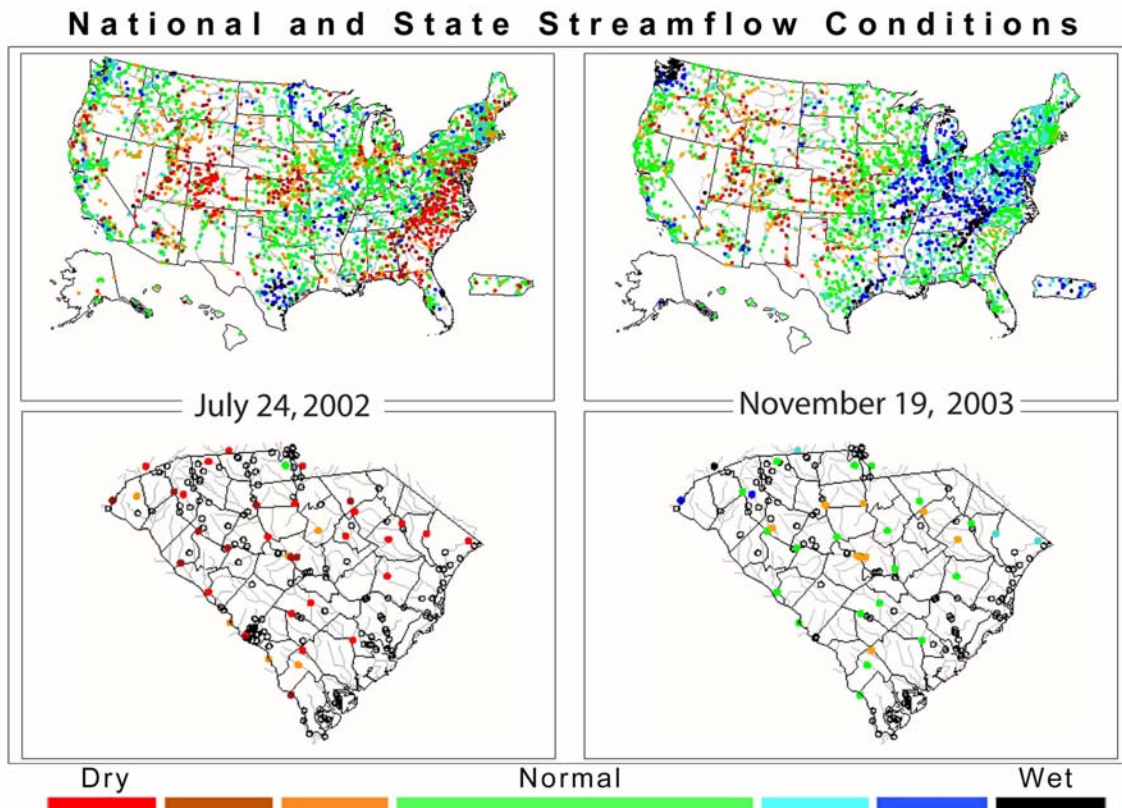 National and State Streamflow Conditions
July 24, 2002
November 19, 2003
Dry
Normal
Wet